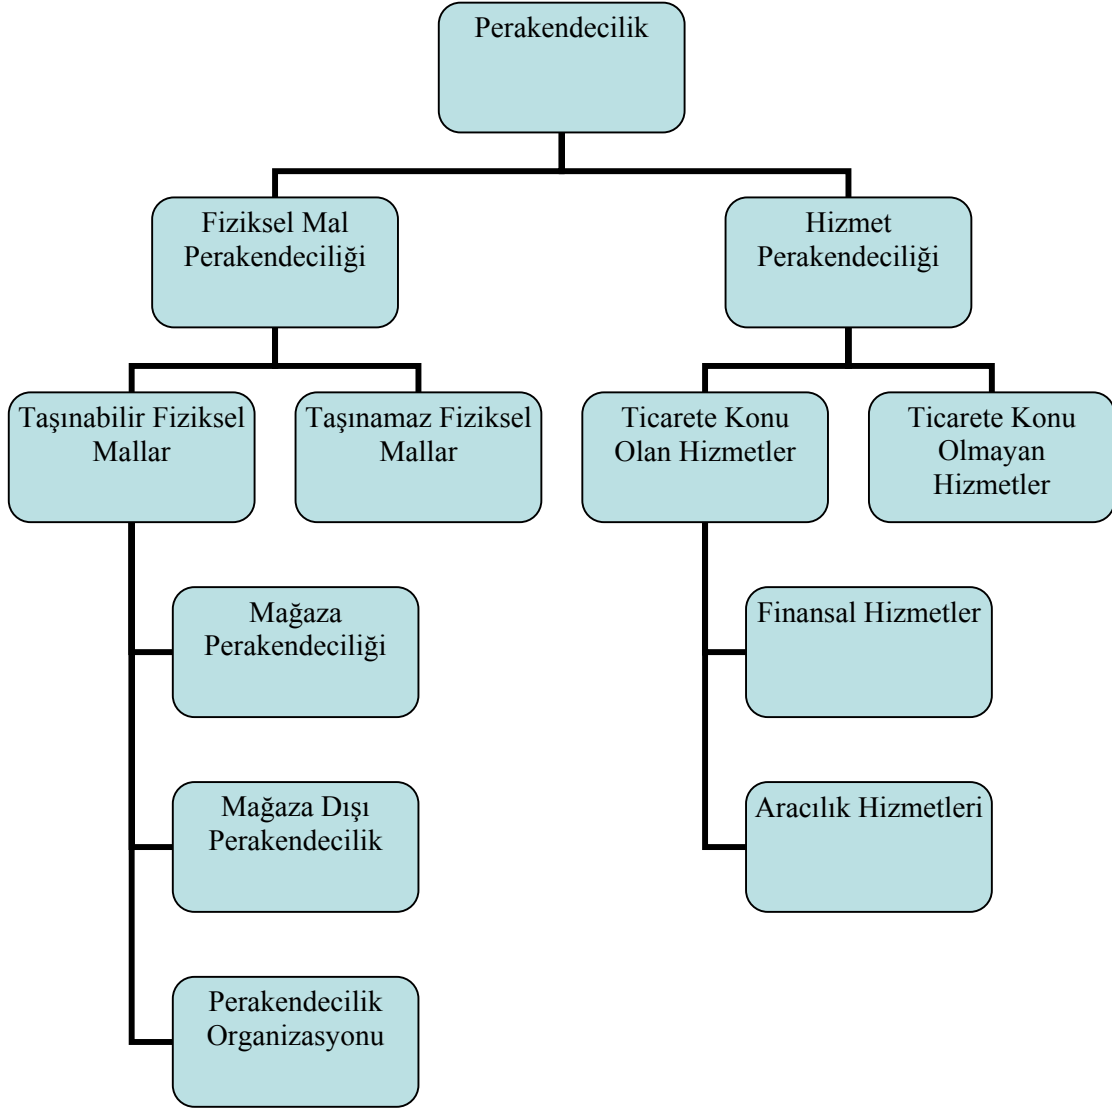 Perakendecilik
Fiziksel Mal
Perakendeciliği
Hizmet
Perakendeciliği
Taşınabilir Fiziksel
Mallar
Taşınamaz Fiziksel
Mallar
Ticarete Konu
Olan Hizmetler
Ticarete Konu
Olmayan
Hizmetler
Mağaza
Perakendeciliği
Finansal Hizmetler
Mağaza Dışı
Perakendecilik
Aracılık Hizmetleri
Perakendecilik
Organizasyonu